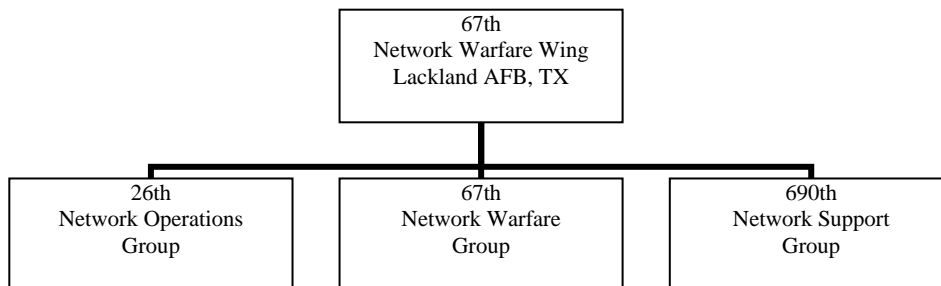 67th
Network Warfare Wing
Lackland AFB, TX
26th
Network Operations
Group
67th
Network Warfare
Group
690th
Network Support
Group